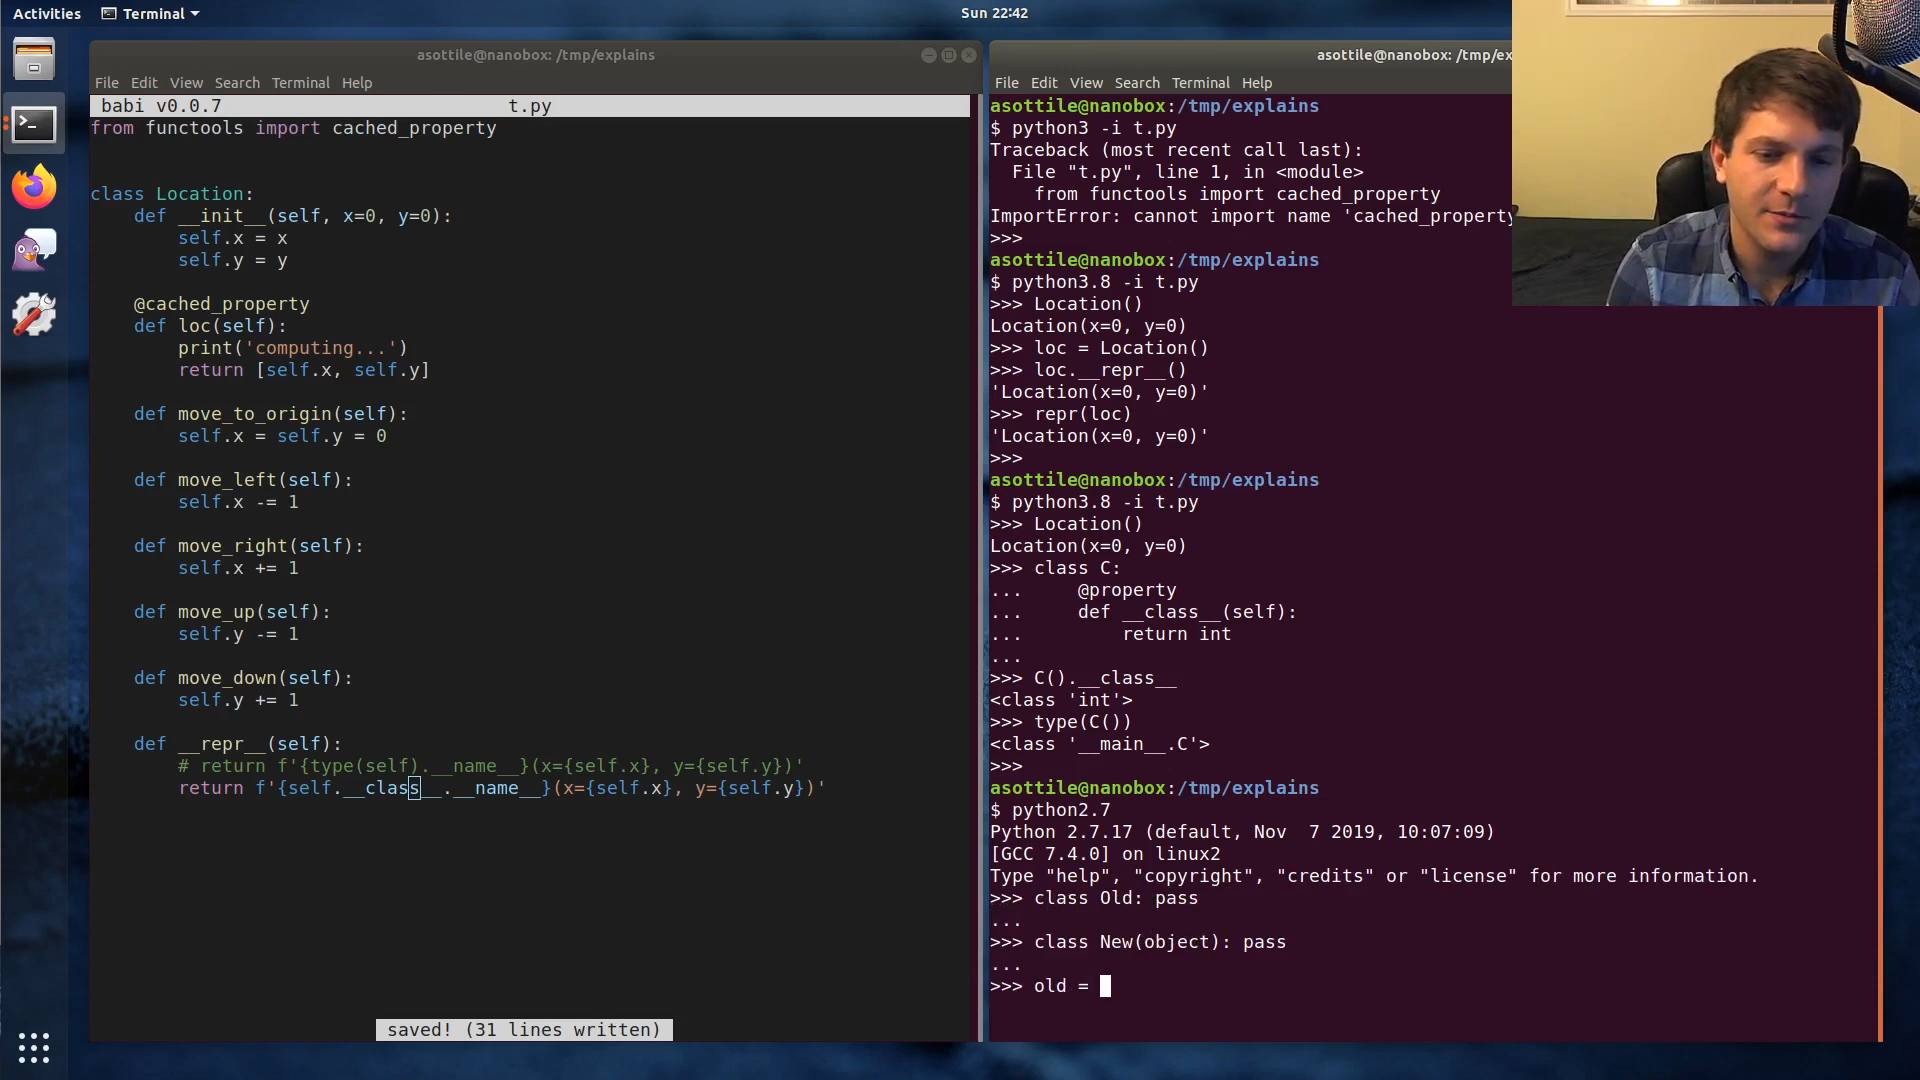 Activities Terminal Sun 22:42
asottile@nanobox: /tmp/explains
File Edit View Search Terminal Help
babi v0.0.7 t.py
from functools import cached_property
class Location:
    def __init__(self, x=0, y=0):
        self.x = x
        self.y = y
    @cached_property
    def loc(self):
        print('computing...')
        return [self.x, self.y]
    def move_to_origin(self):
        self.x = self.y = 0
    def move_left(self):
        self.x -= 1
    def move_right(self):
        self.x += 1
    def move_up(self):
        self.y -= 1
    def move_down(self):
        self.y += 1
    def __repr__(self):
        # return f'{type(self).__name__}(x={self.x}, y={self.y})'
        return f'{self.__class__.__name__}(x={self.x}, y={self.y})'
saved! (31 lines written)
asottile@nanobox: /tmp/ex
File Edit View Search Terminal Help
asottile@nanobox:/tmp/explains
$ python3 -i t.py
Traceback (most recent call last):
  File "t.py", line 1, in <module>
    from functools import cached_property
ImportError: cannot import name 'cached_property
>>>
asottile@nanobox:/tmp/explains
$ python3.8 -i t.py
>>> Location()
Location(x=0, y=0)
>>> loc = Location()
>>> loc.__repr__()
'Location(x=0, y=0)'
>>> repr(loc)
'Location(x=0, y=0)'
>>>
asottile@nanobox:/tmp/explains
$ python3.8 -i t.py
>>> Location()
Location(x=0, y=0)
>>> class C:
...     @property
...     def __class__(self):
...         return int
...
>>> C().__class__
<class 'int'>
>>> type(C())
<class '__main__.C'>
>>>
asottile@nanobox:/tmp/explains
$ python2.7
Python 2.7.17 (default, Nov  7 2019, 10:07:09)
[GCC 7.4.0] on linux2
Type "help", "copyright", "credits" or "license" for more information.
>>> class Old: pass
...
>>> class New(object): pass
...
>>> old =